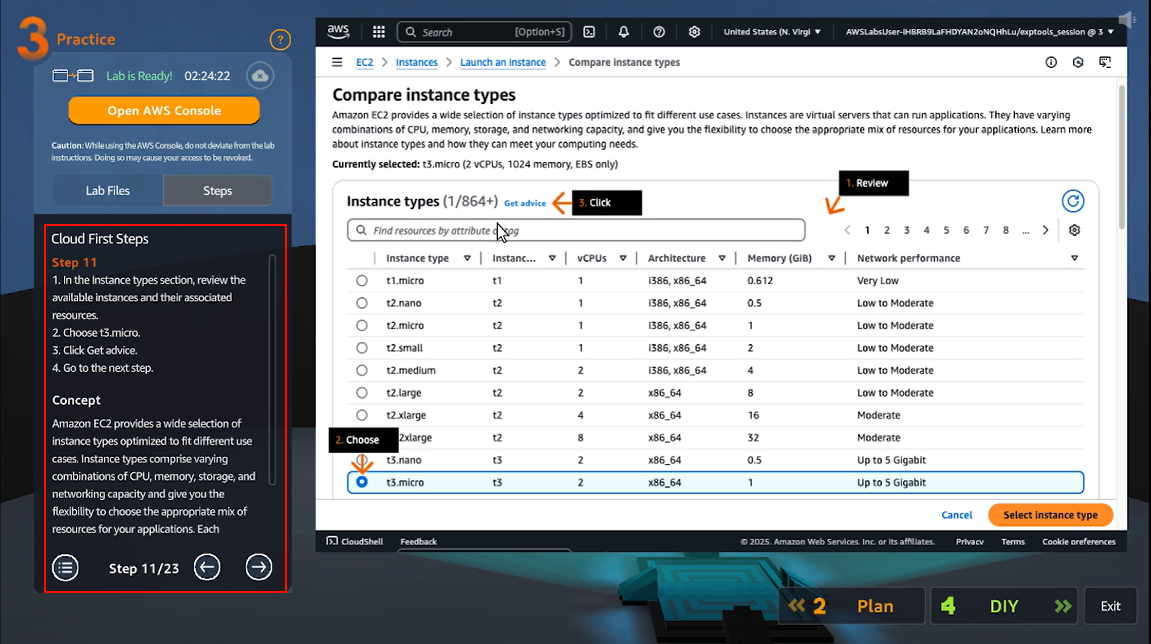 3 Practice
?
Lab is Ready! 02:24:22
Open AWS Console
Caution: While using the AWS Console, do not deviate from the lab
instructions. Doing so may cause your access to be revoked.
Lab Files Steps
Cloud First Steps
Step 11
1. In the Instance types section, review the
available instances and their associated
resources.
2. Choose t3.micro.
3. Click Get advice.
4. Go to the next step.
Concept
Amazon EC2 provides a wide selection of
instance types optimized to fit different use
cases. Instance types comprise varying
combinations of CPU, memory, storage, and
networking capacity and give you the
flexibility to choose the appropriate mix of
resources for your applications. Each
Step 11/23
aws Search [Option+S] United States (N. Virgi AWSLabsUser-iH8RB9LaFHDYAN2oNQHhLu/exptools_session @ 3
EC2 > Instances > Launch an instance > Compare instance types
Compare instance types
Amazon EC2 provides a wide selection of instance types optimized to fit different use cases. Instances are virtual servers that can run applications. They have varying
combinations of CPU, memory, storage, and networking capacity, and give you the flexibility to choose the appropriate mix of resources for your applications. Learn more
about instance types and how they can meet your computing needs.
Currently selected: t3.micro (2 vCPUs, 1024 memory, EBS only)
1. Review
Instance types (1/864+) Get advice 3. Click
Find resources by attribute tag
1 2 3 4 5 6 7 8 ...
Instance type Instanc... vCPUs Architecture Memory (GiB) Network performance
t1.micro t1 1 i386, x86_64 0.612 Very Low
t2.nano t2 1 i386, x86_64 0.5 Low to Moderate
t2.micro t2 1 i386, x86_64 1 Low to Moderate
t2.small t2 1 i386, x86_64 2 Low to Moderate
t2.medium t2 2 i386, x86_64 4 Low to Moderate
t2.large t2 2 x86_64 8 Low to Moderate
t2.xlarge t2 4 x86_64 16 Moderate
2xlarge t2 8 x86_64 32 Moderate
2. Choose
t3.nano t3 2 x86_64 0.5 Up to 5 Gigabit
t3.micro t3 2 x86_64 1 Up to 5 Gigabit
Cancel Select instance type
CloudShell Feedback © 2025, Amazon Web Services, Inc. or its affiliates. Privacy Terms Cookie preferences
2 Plan 4 DIY Exit